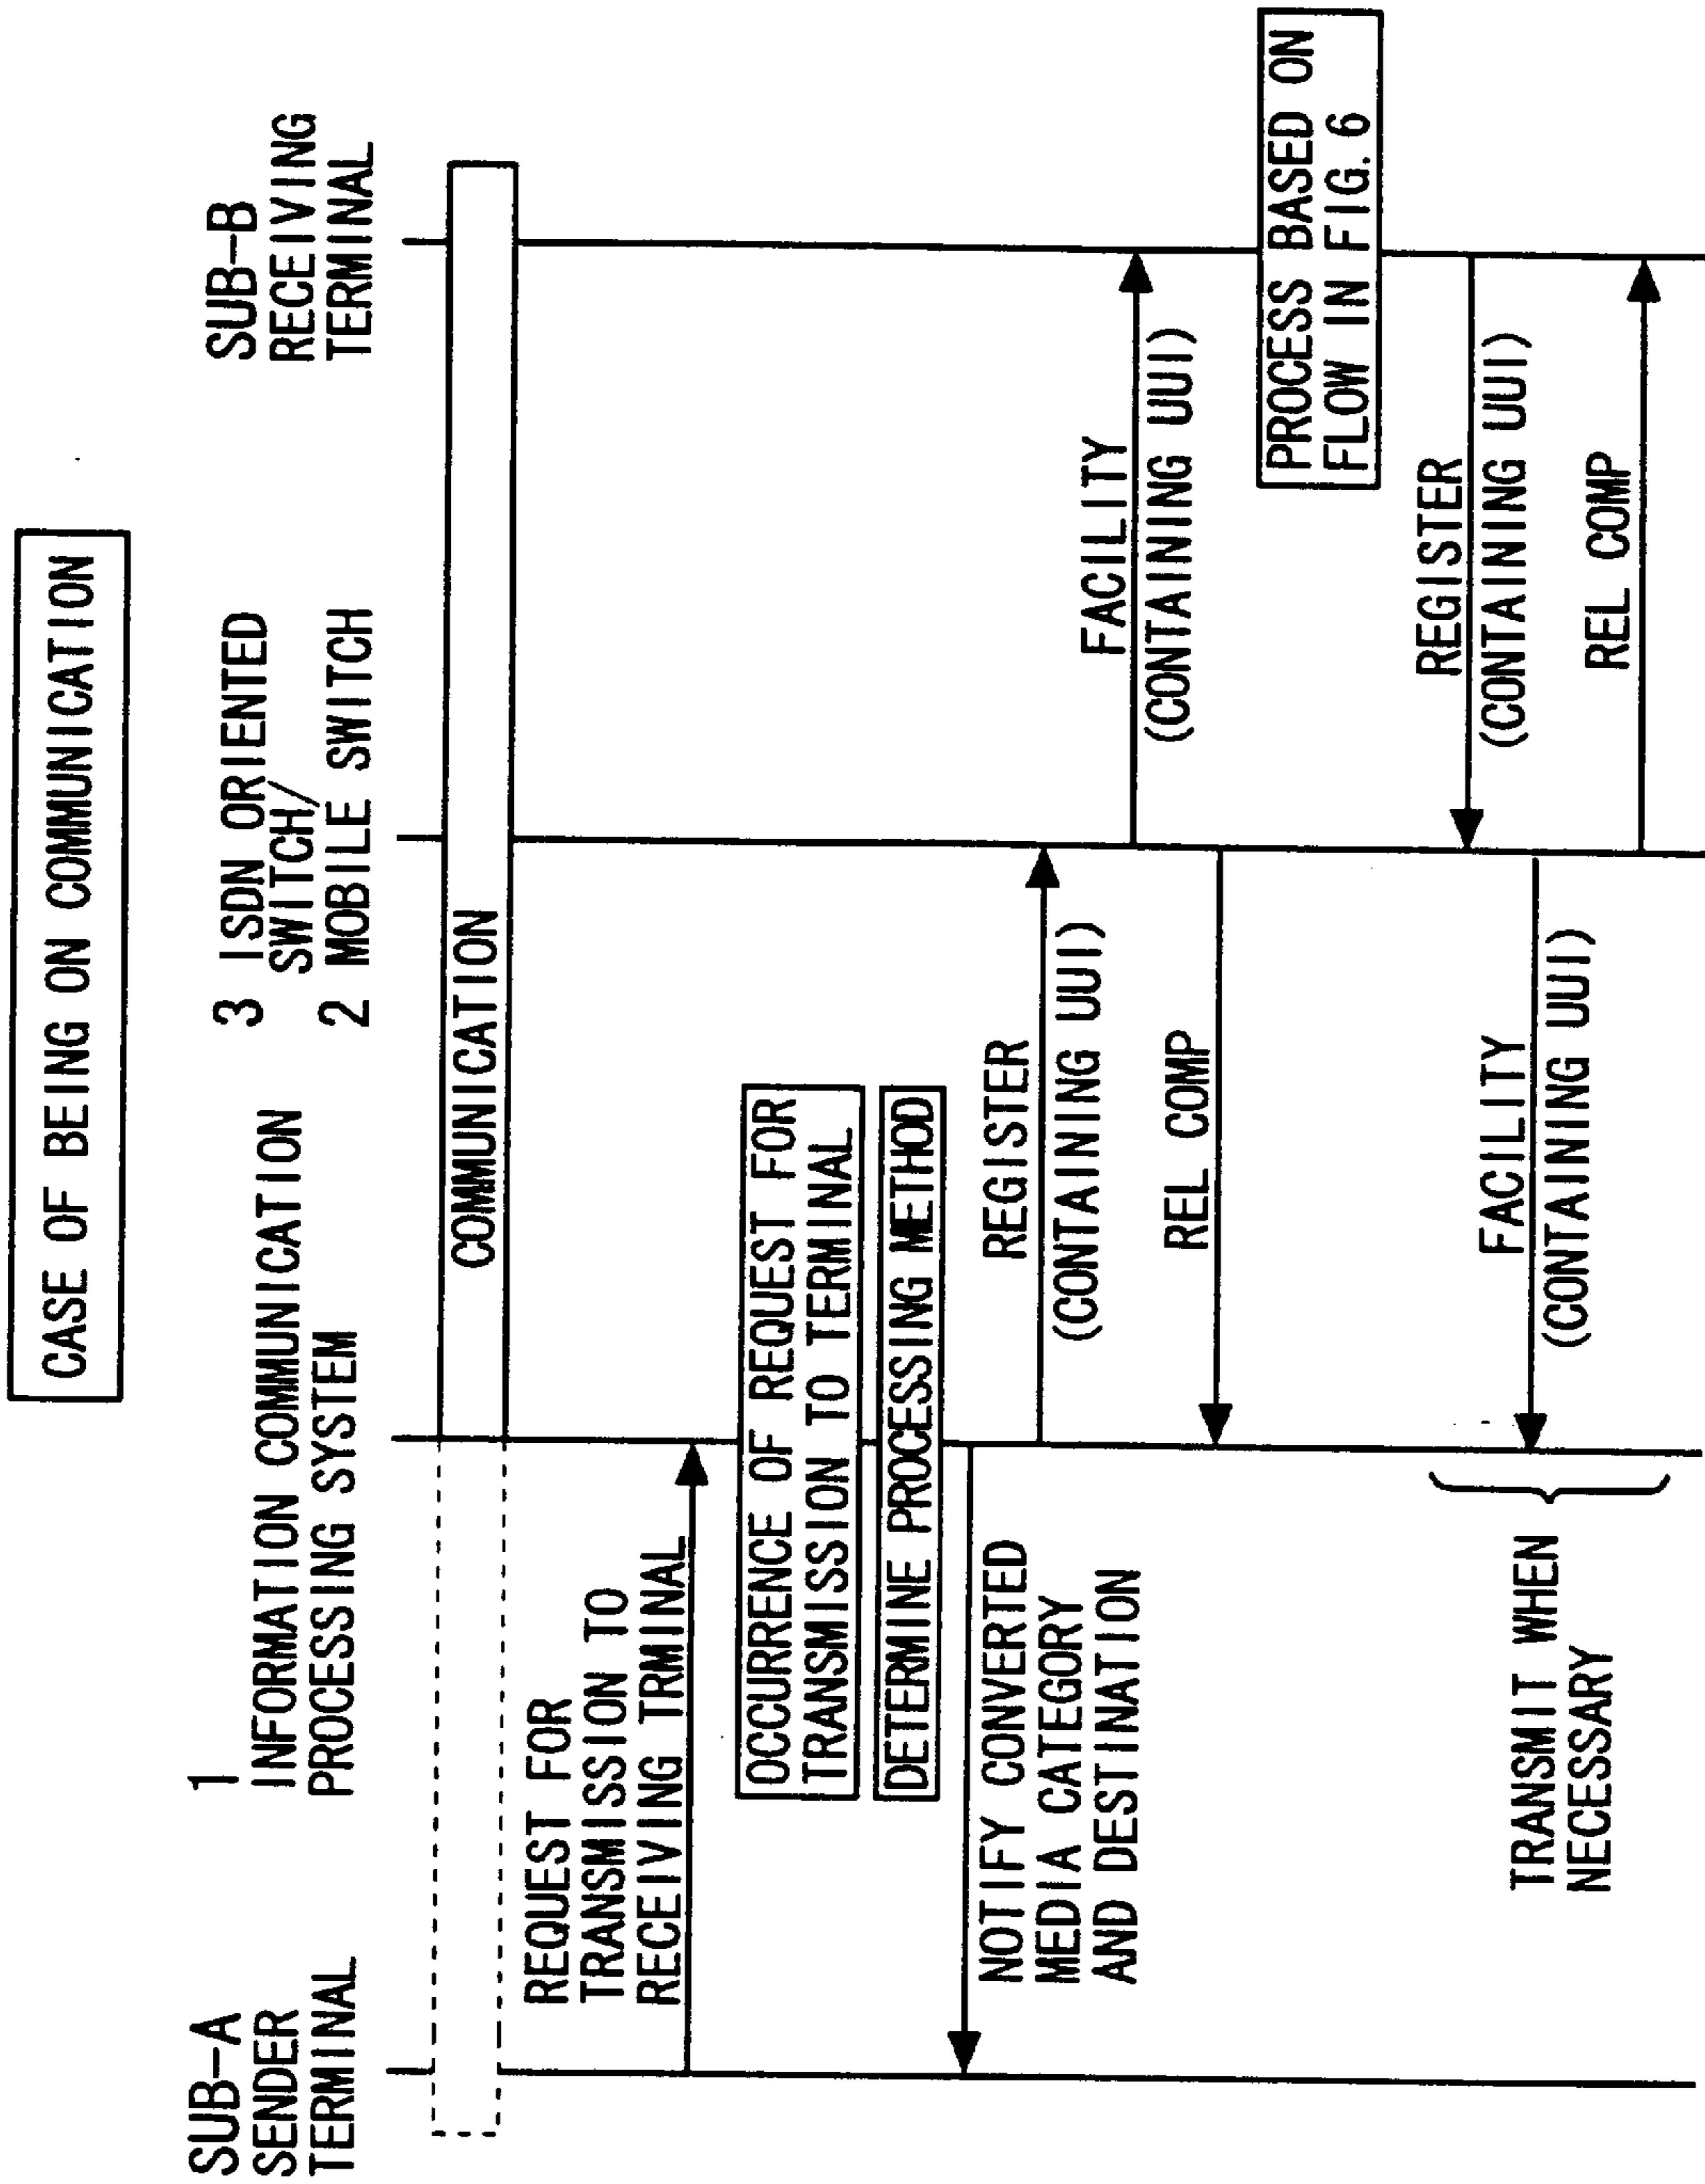 CASE OF BEING ON COMMUNICATION
SUB-A
SENDER
TERMINAL
1
INFORMATION COMMUNICATION
PROCESSING SYSTEM
3 ISDN ORIENTED
SWITCH/
2 MOBILE SWITCH
SUB-B
RECEIVING
TERMINAL
COMMUNICATION
REQUEST FOR
TRANSMISSION TO
RECEIVING TRMINAL
OCCURRENCE OF REQUEST FOR
TRANSMISSION TO TERMINAL
DETERMINE PROCESSING METHOD
NOTIFY CONVERTED
MEDIA CATEGORY
AND DESTINATION
REGISTER
(CONTAINING UUI)
FACILITY
(CONTAINING UUI)
REL COMP
PROCESS BASED ON
FLOW IN FIG. 6
REGISTER
(CONTAINING UUI)
FACILITY
(CONTAINING UUI)
REL COMP
TRANSMIT WHEN
NECESSARY